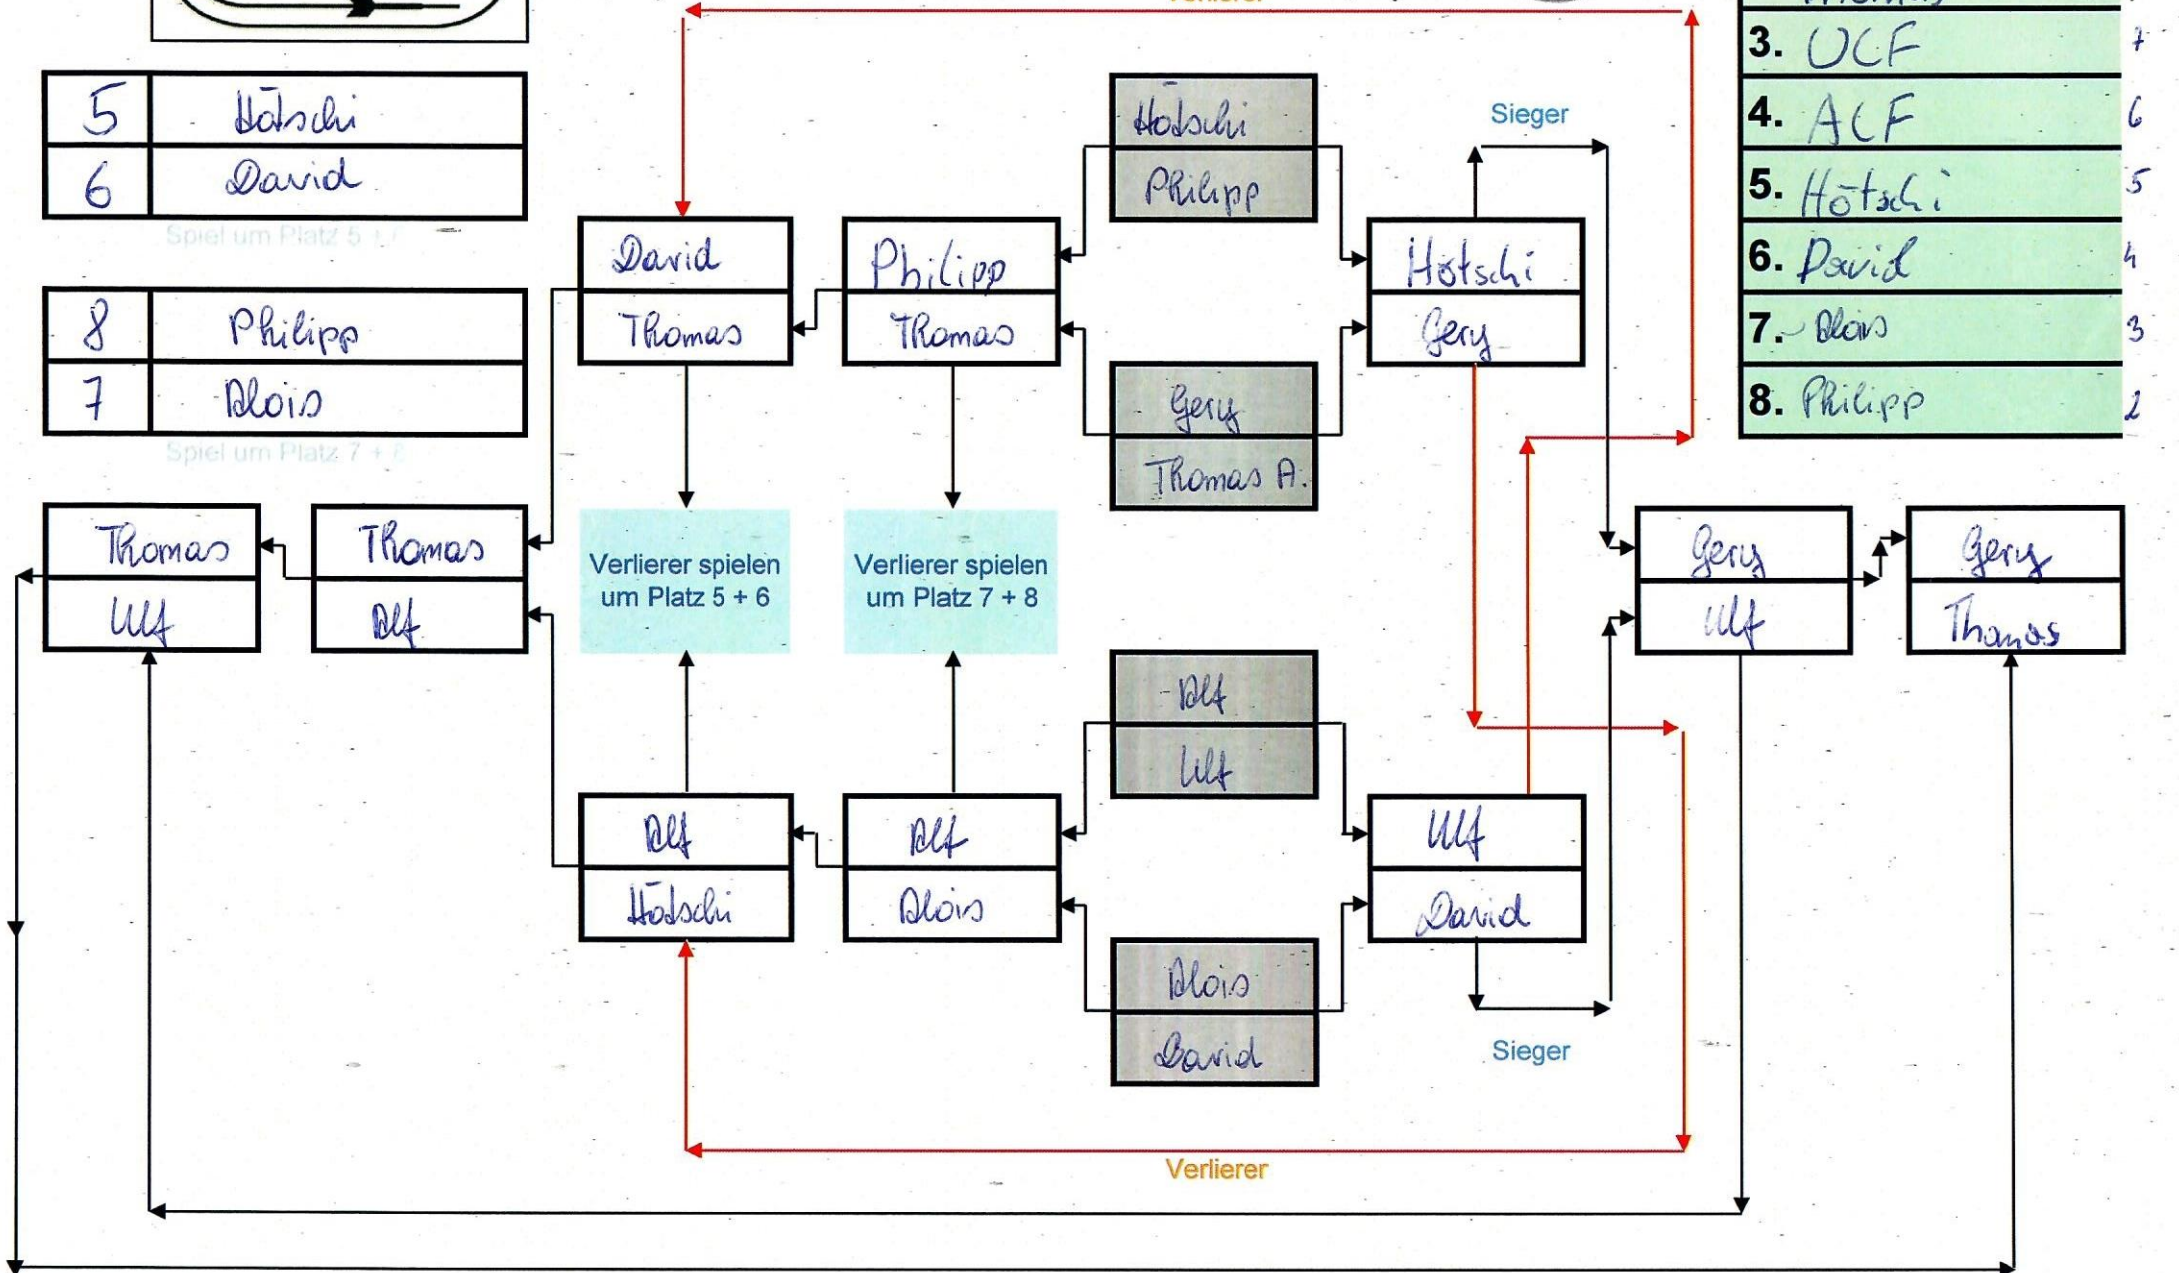 Verlierer
3. UCF 7
5 Hötschi
6 David
Spiel um Platz 5 + 6
8 Philipp
7 Alois
Spiel um Platz 7 + 8
4. ACF 6
5. Hötschi 5
6. David 4
7. Alois 3
8. Philipp 2
Hötschi
Philipp
Sieger
David
Thomas
Philipp
Thomas
Hötschi
Gery
Gery
Thomas A.
Thomas
Ulf
Thomas
Alf
Verlierer spielen
um Platz 5 + 6
Verlierer spielen
um Platz 7 + 8
Gery
Ulf
Gery
Thomas
Alf
Ulf
Alf
Hötschi
Alf
Alois
Ulf
David
Alois
David
Sieger
Verlierer